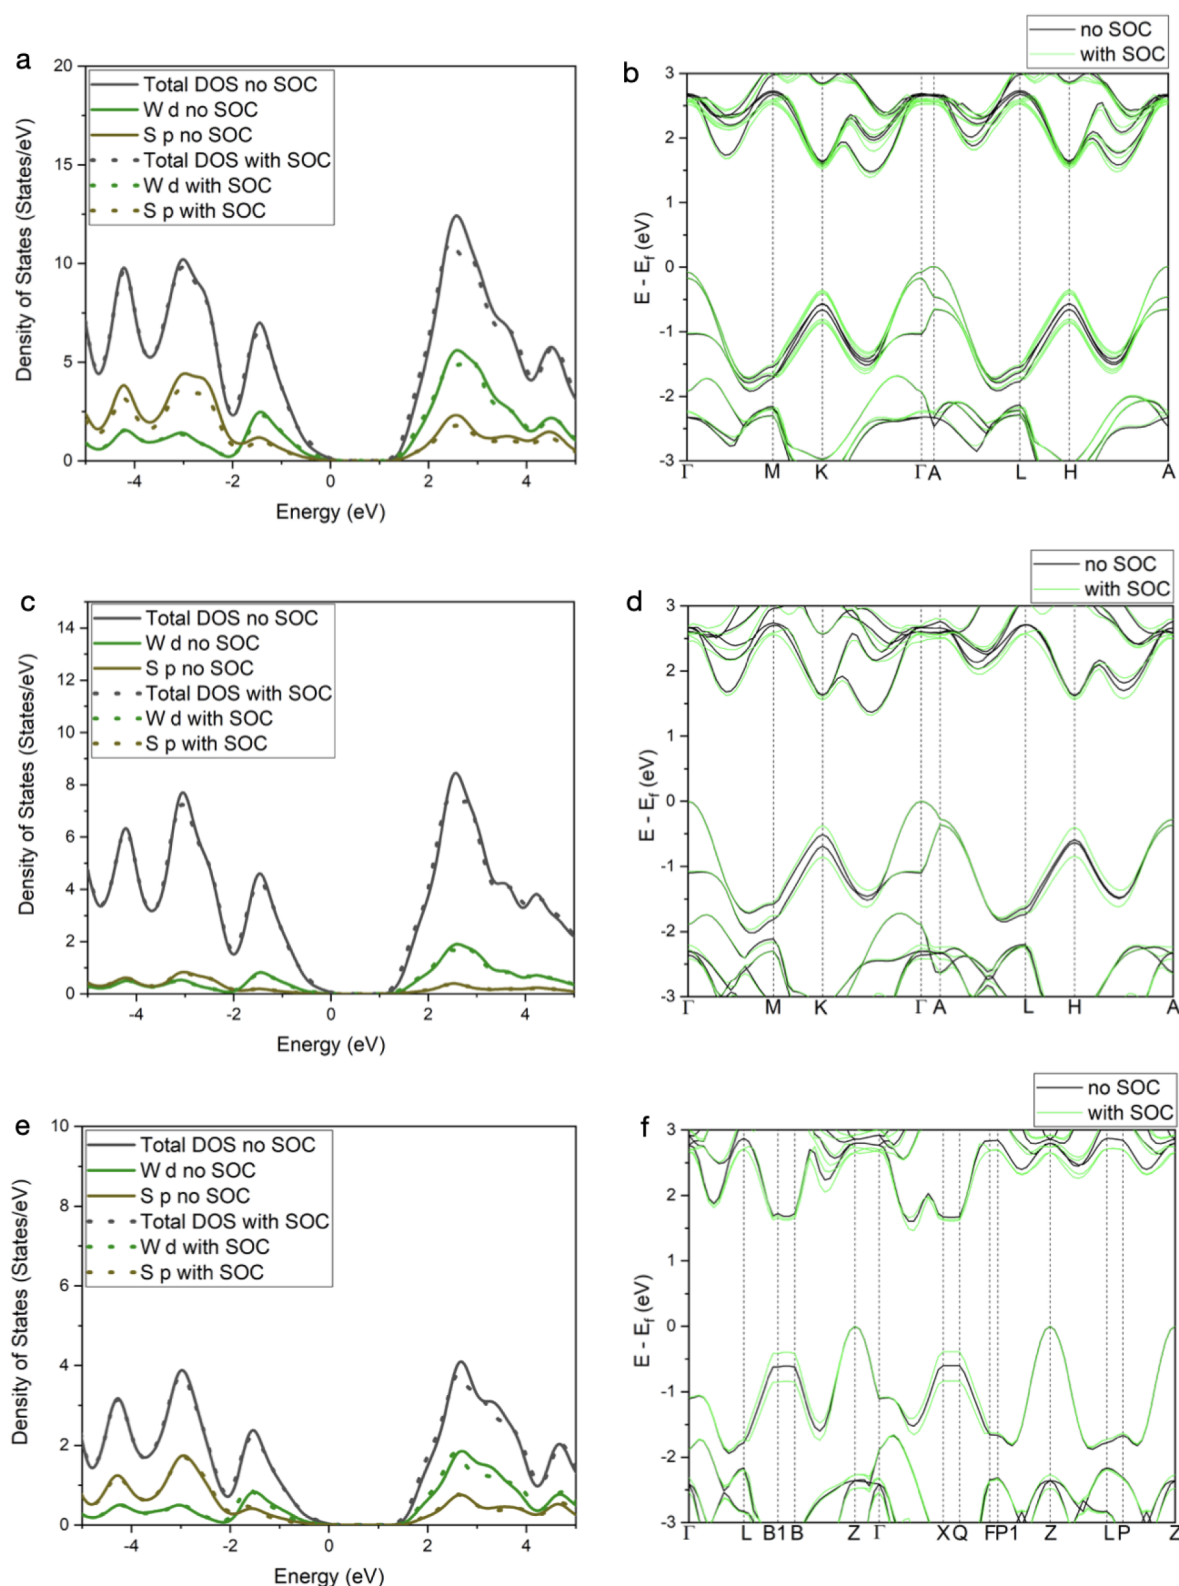 a
Total DOS no SOC
W d no SOC
S p no SOC
Total DOS with SOC
W d with SOC
S p with SOC
20
15
10
5
0
-4 -2 0 2 4
Density of States (States/eV)
Energy (eV)
b
no SOC
with SOC
3
2
1
0
-1
-2
-3
E - Ef (eV)
Γ M K Γ A L H A
c
Total DOS no SOC
W d no SOC
S p no SOC
Total DOS with SOC
W d with SOC
S p with SOC
14
12
10
8
6
4
2
0
-4 -2 0 2 4
Density of States (States/eV)
Energy (eV)
d
no SOC
with SOC
3
2
1
0
-1
-2
-3
E - Ef (eV)
Γ M K Γ A L H A
e
Total DOS no SOC
W d no SOC
S p no SOC
Total DOS with SOC
W d with SOC
S p with SOC
10
8
6
4
2
0
-4 -2 0 2 4
Density of States (States/eV)
Energy (eV)
f
no SOC
with SOC
3
2
1
0
-1
-2
-3
E - Ef (eV)
Γ L B1 B Z Γ X Q F P1 Z L P Z